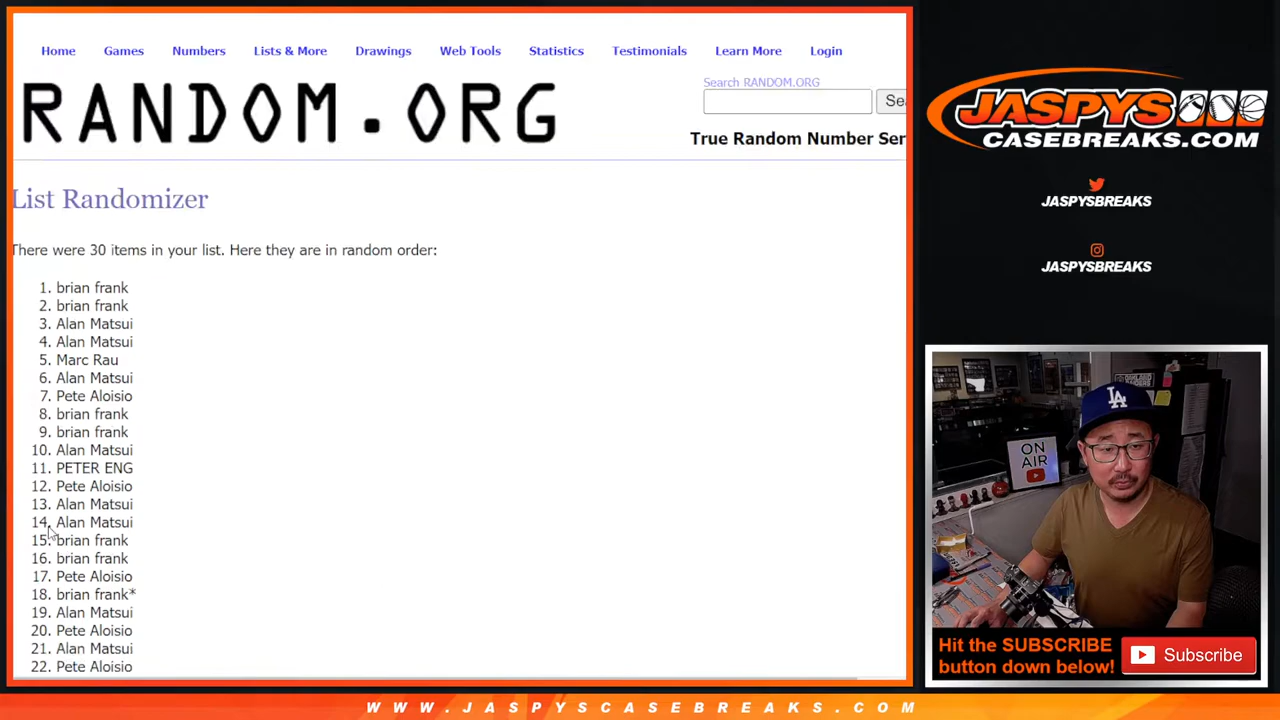 Home Games Numbers Lists & More Drawings Web Tools Statistics Testimonials Learn More Login
RANDOM.ORG
Search RANDOM.ORG
Sea
True Random Number Ser
List Randomizer
There were 30 items in your list. Here they are in random order:
1. brian frank
2. brian frank
3. Alan Matsui
4. Alan Matsui
5. Marc Rau
6. Alan Matsui
7. Pete Aloisio
8. brian frank
9. brian frank
10. Alan Matsui
11. PETER ENG
12. Pete Aloisio
13. Alan Matsui
14. Alan Matsui
15. brian frank
16. brian frank
17. Pete Aloisio
18. brian frank*
19. Alan Matsui
20. Pete Aloisio
21. Alan Matsui
22. Pete Aloisio
JASPYS
CASEBREAKS.COM
JASPYSBREAKS
JASPYSBREAKS
OAKLAND
RAIDERS
LA
ON
AIR
Hit the SUBSCRIBE
button down below!
Subscribe
WWW.JASPYSCASEBREAKS.COM